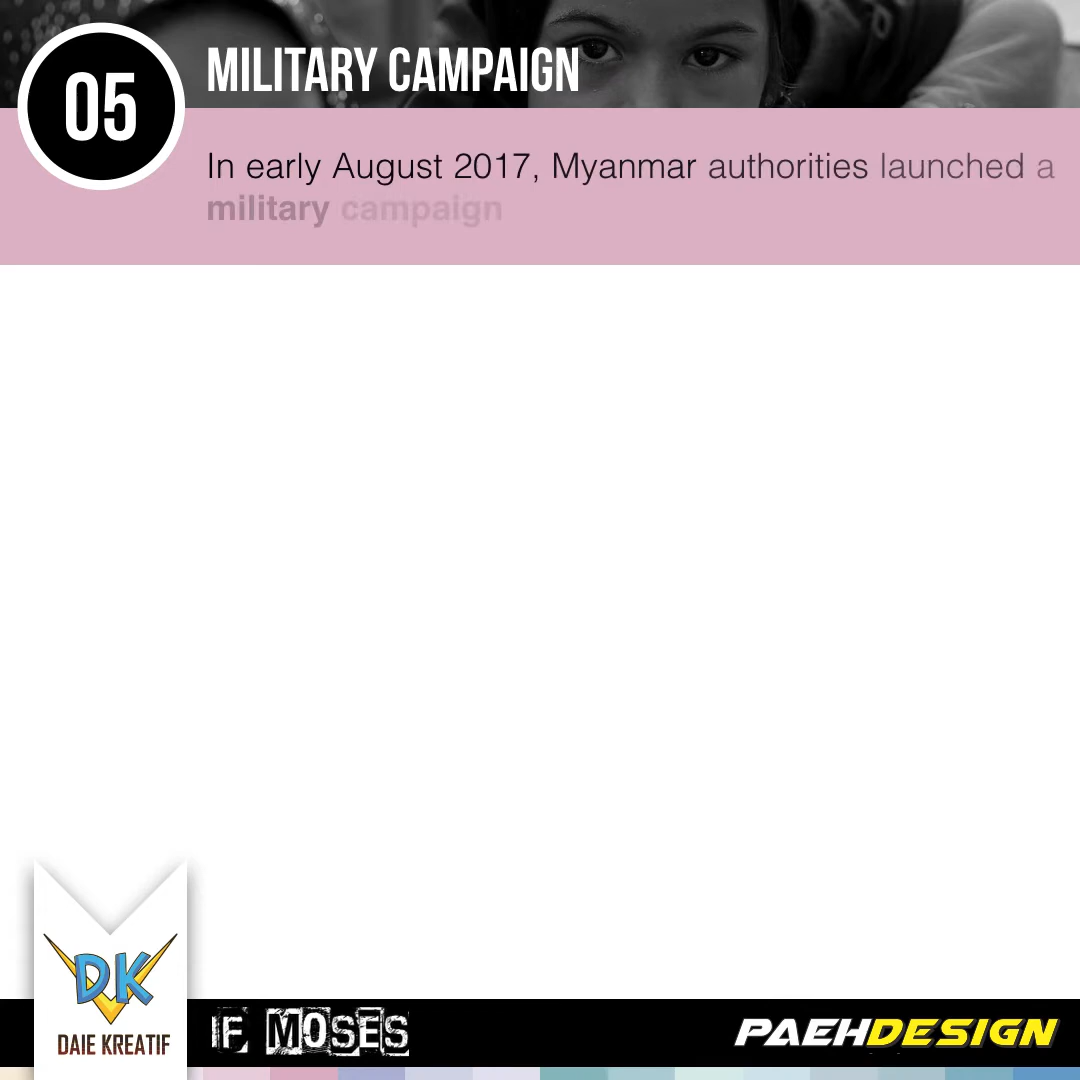 05
MILITARY CAMPAIGN
In early August 2017, Myanmar authorities launched a
military campaign
DK
DAIE KREATIF
IF MOSES
PAEHDESIGN